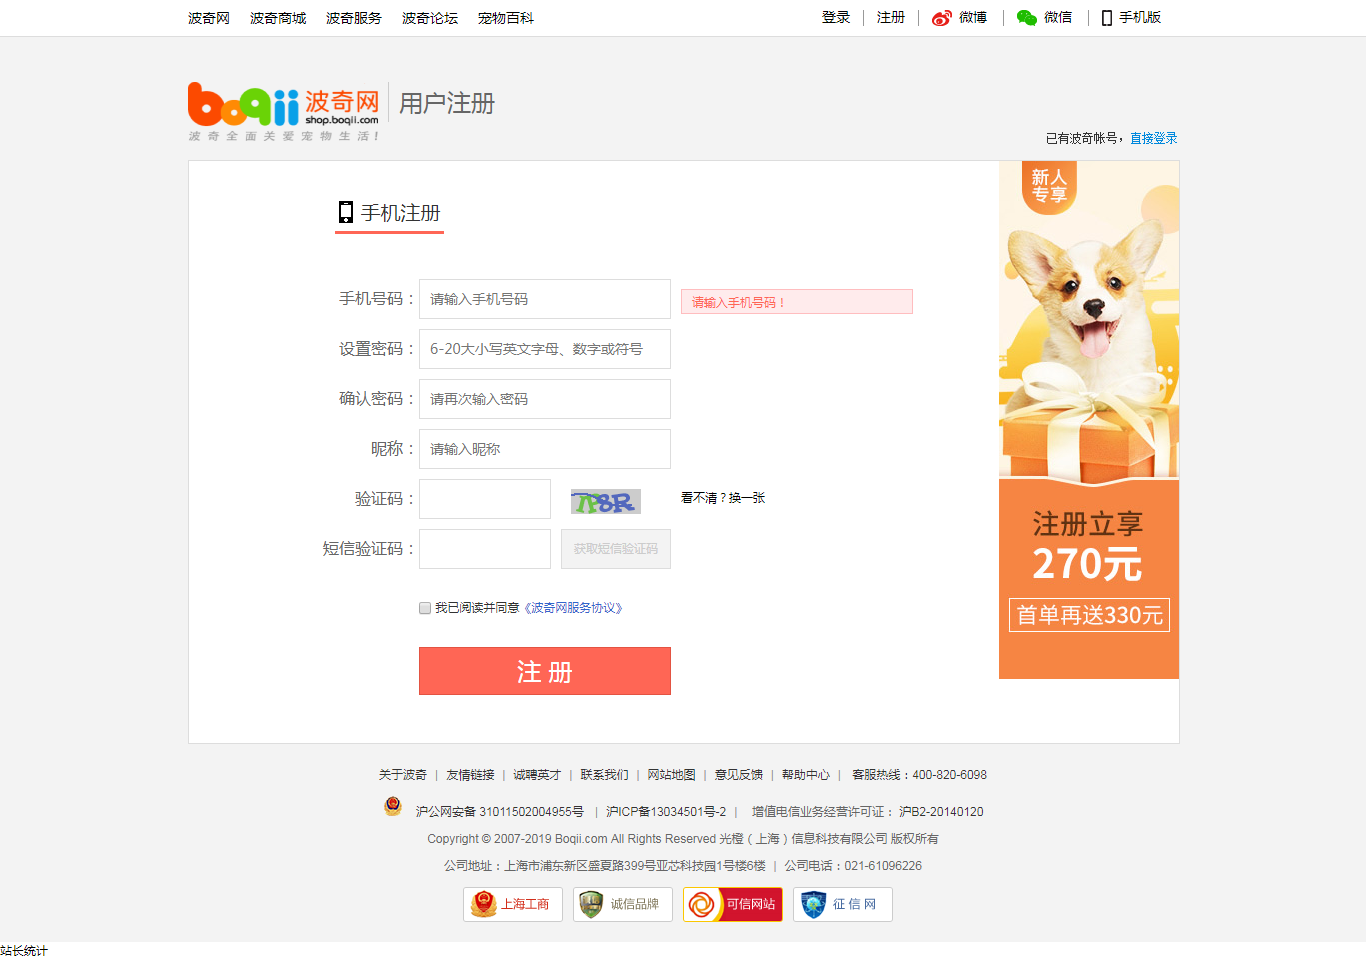 波奇网 波奇商城 波奇服务 波奇论坛 宠物百科 登录 注册 微博 微信 手机版
boqii 波奇网 用户注册
shop.boqii.com
波奇全面关爱宠物生活!
已有波奇帐号，直接登录
新人
专享
手机注册
手机号码： 请输入手机号码 请输入手机号码！
设置密码： 6-20大小写英文字母、数字或符号
确认密码： 请再次输入密码
昵称： 请输入昵称
验证码： 看不清？换一张
短信验证码： 获取短信验证码
注册立享
270元
首单再送330元
我已阅读并同意《波奇网服务协议》
注 册
关于波奇 | 友情链接 | 诚聘英才 | 联系我们 | 网站地图 | 意见反馈 | 帮助中心 | 客服热线：400-820-6098
沪公网安备 31011502004955号 | 沪ICP备13034501号-2 | 增值电信业务经营许可证： 沪B2-20140120
Copyright © 2007-2019 Boqii.com All Rights Reserved 光橙（上海）信息科技有限公司 版权所有
公司地址：上海市浦东新区盛夏路399号亚芯科技园1号楼6楼 | 公司电话：021-61096226
上海工商 诚信品牌 可信网站 征信网
站长统计